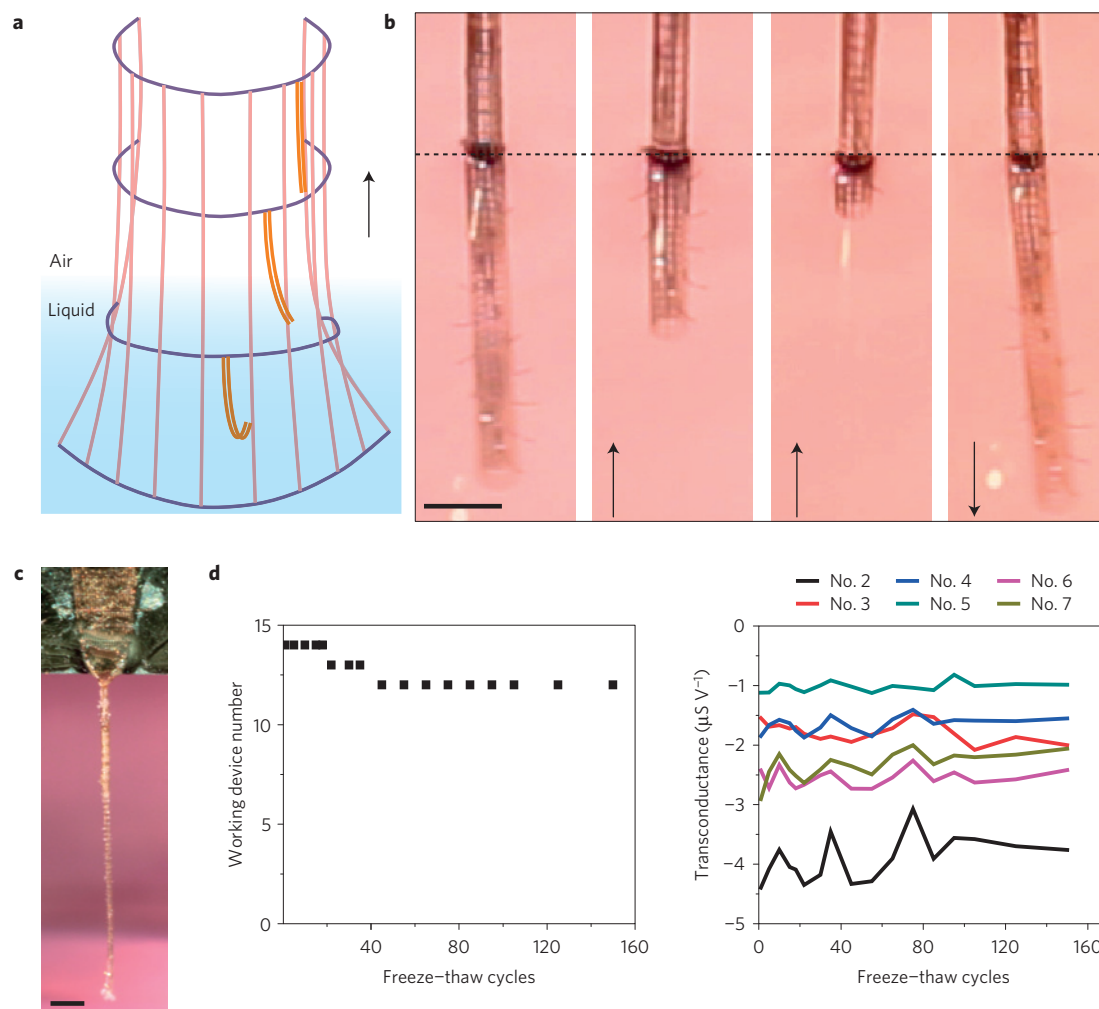 a
Air
Liquid
b
c
d
15
10
5
0
Working device number
40
80
120
160
Freeze–thaw cycles
No. 2
No. 4
No. 6
No. 3
No. 5
No. 7
0
−1
−2
−3
−4
−5
Transconductance (μS V⁻¹)
0
40
80
120
160
Freeze–thaw cycles